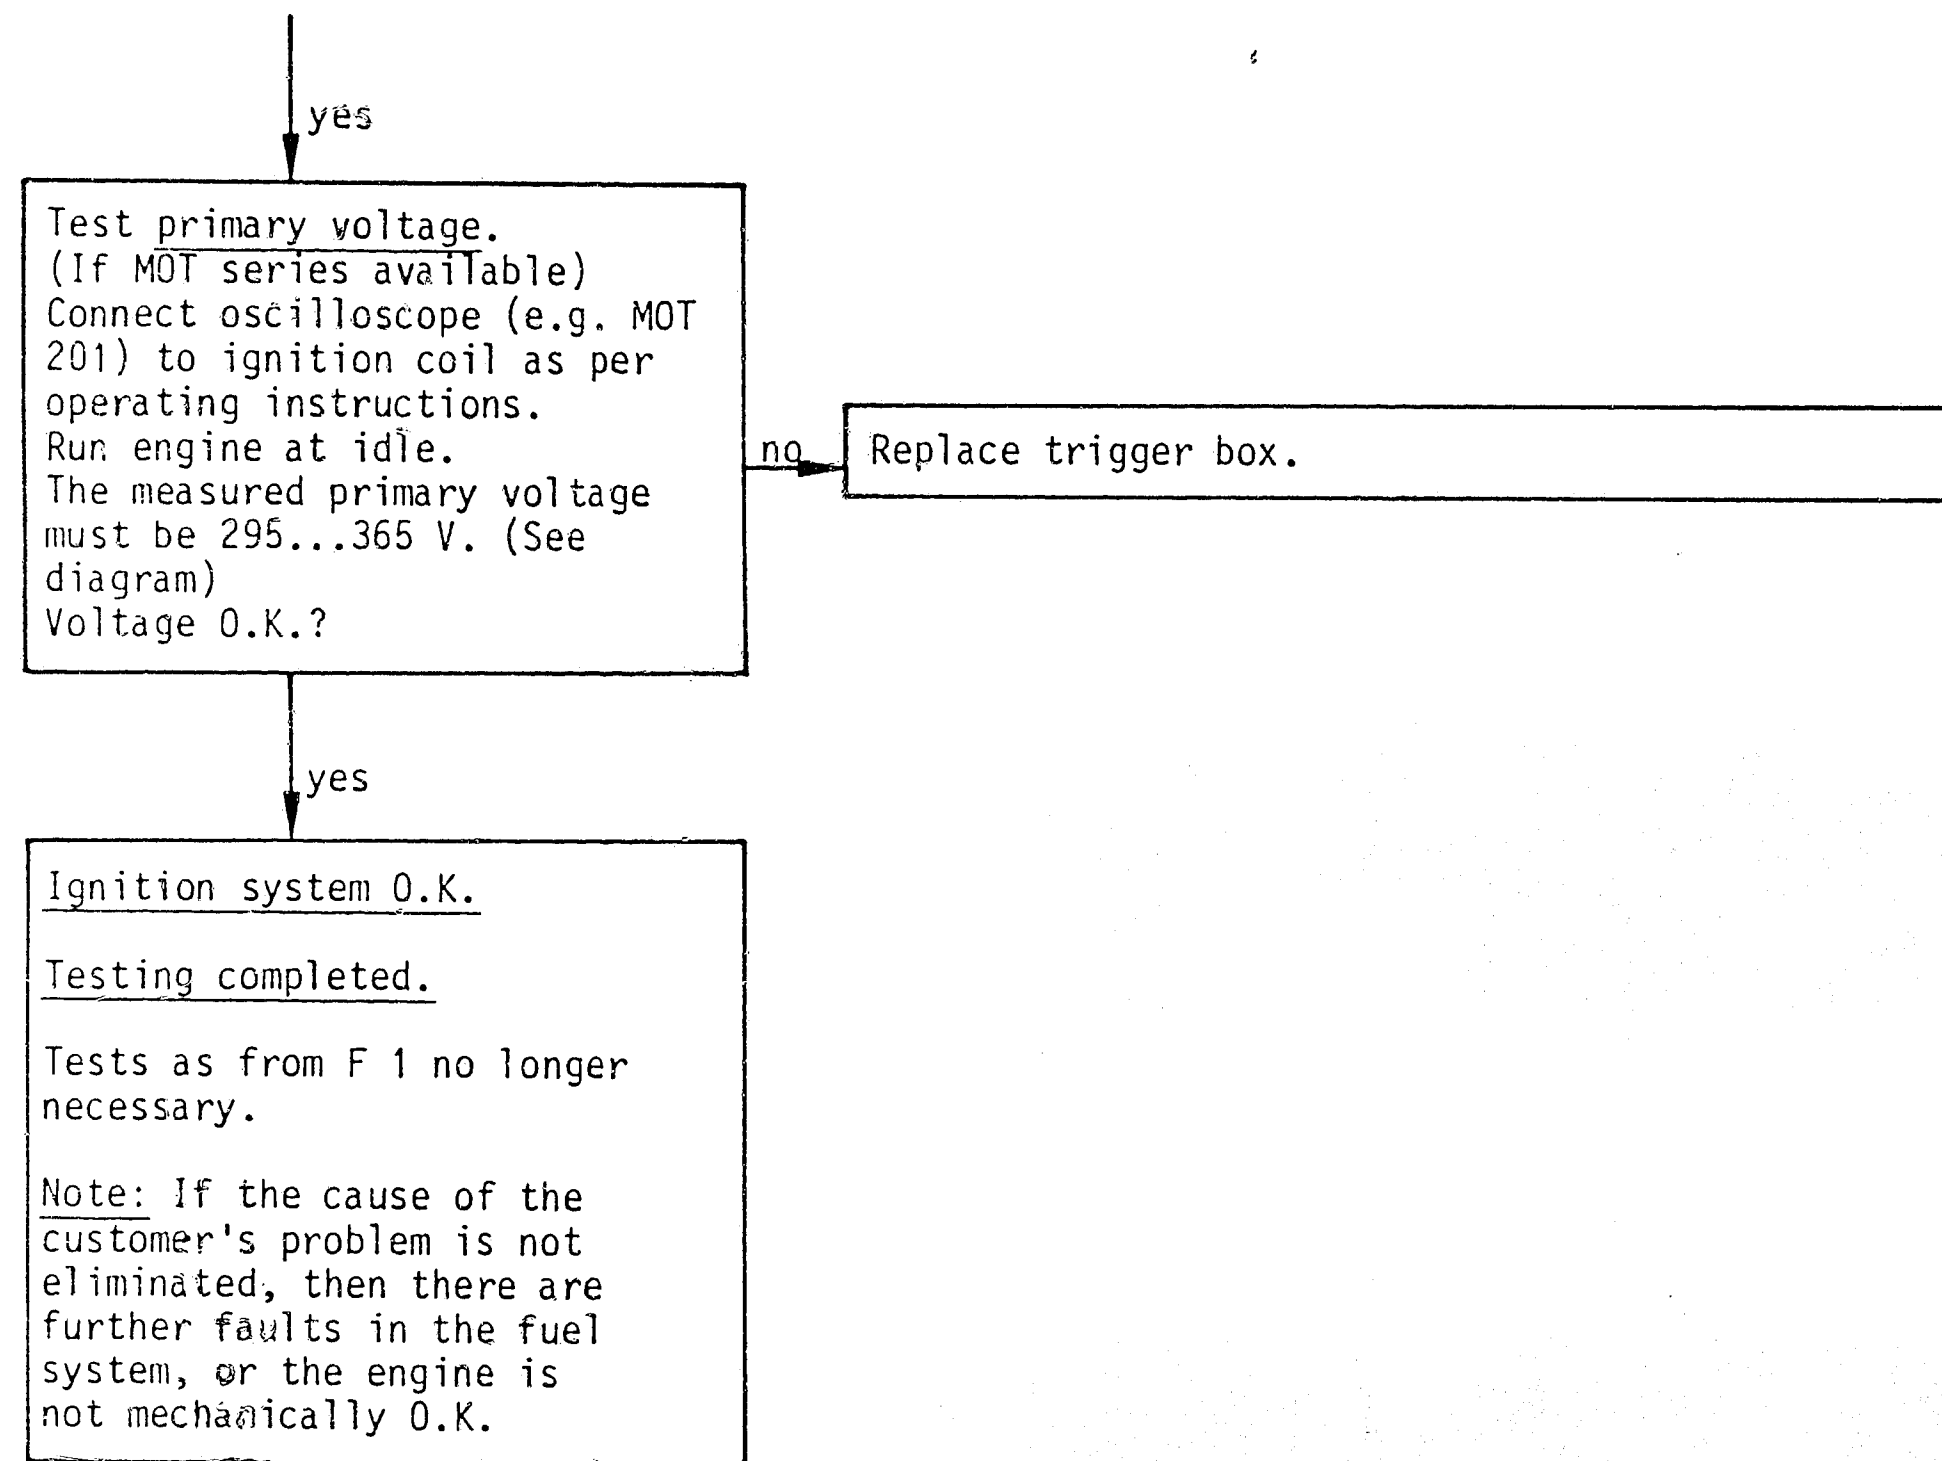 yes
Test primary voltage.
(If MOT series available)
Connect oscilloscope (e.g. MOT
201) to ignition coil as per
operating instructions.
Run engine at idle.
The measured primary voltage
must be 295...365 V. (See
diagram)
Voltage O.K.?
no
Replace trigger box.
yes
Ignition system O.K.
Testing completed.
Tests as from F 1 no longer
necessary.
Note: If the cause of the
customer's problem is not
eliminated, then there are
further faults in the fuel
system, or the engine is
not mechanically O.K.